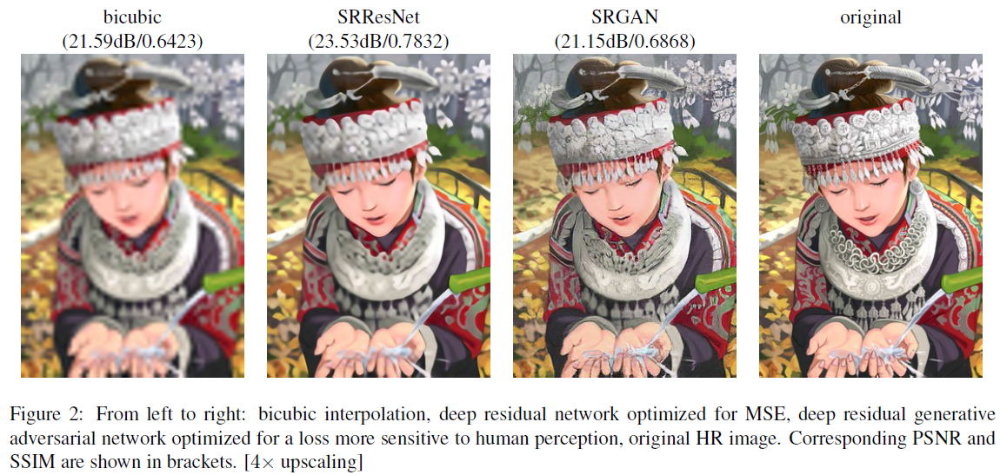 bicubic
(21.59dB/0.6423)
SRResNet
(23.53dB/0.7832)
SRGAN
(21.15dB/0.6868)
original
Figure 2: From left to right: bicubic interpolation, deep residual network optimized for MSE, deep residual generative
adversarial network optimized for a loss more sensitive to human perception, original HR image. Corresponding PSNR and
SSIM are shown in brackets. [4× upscaling]